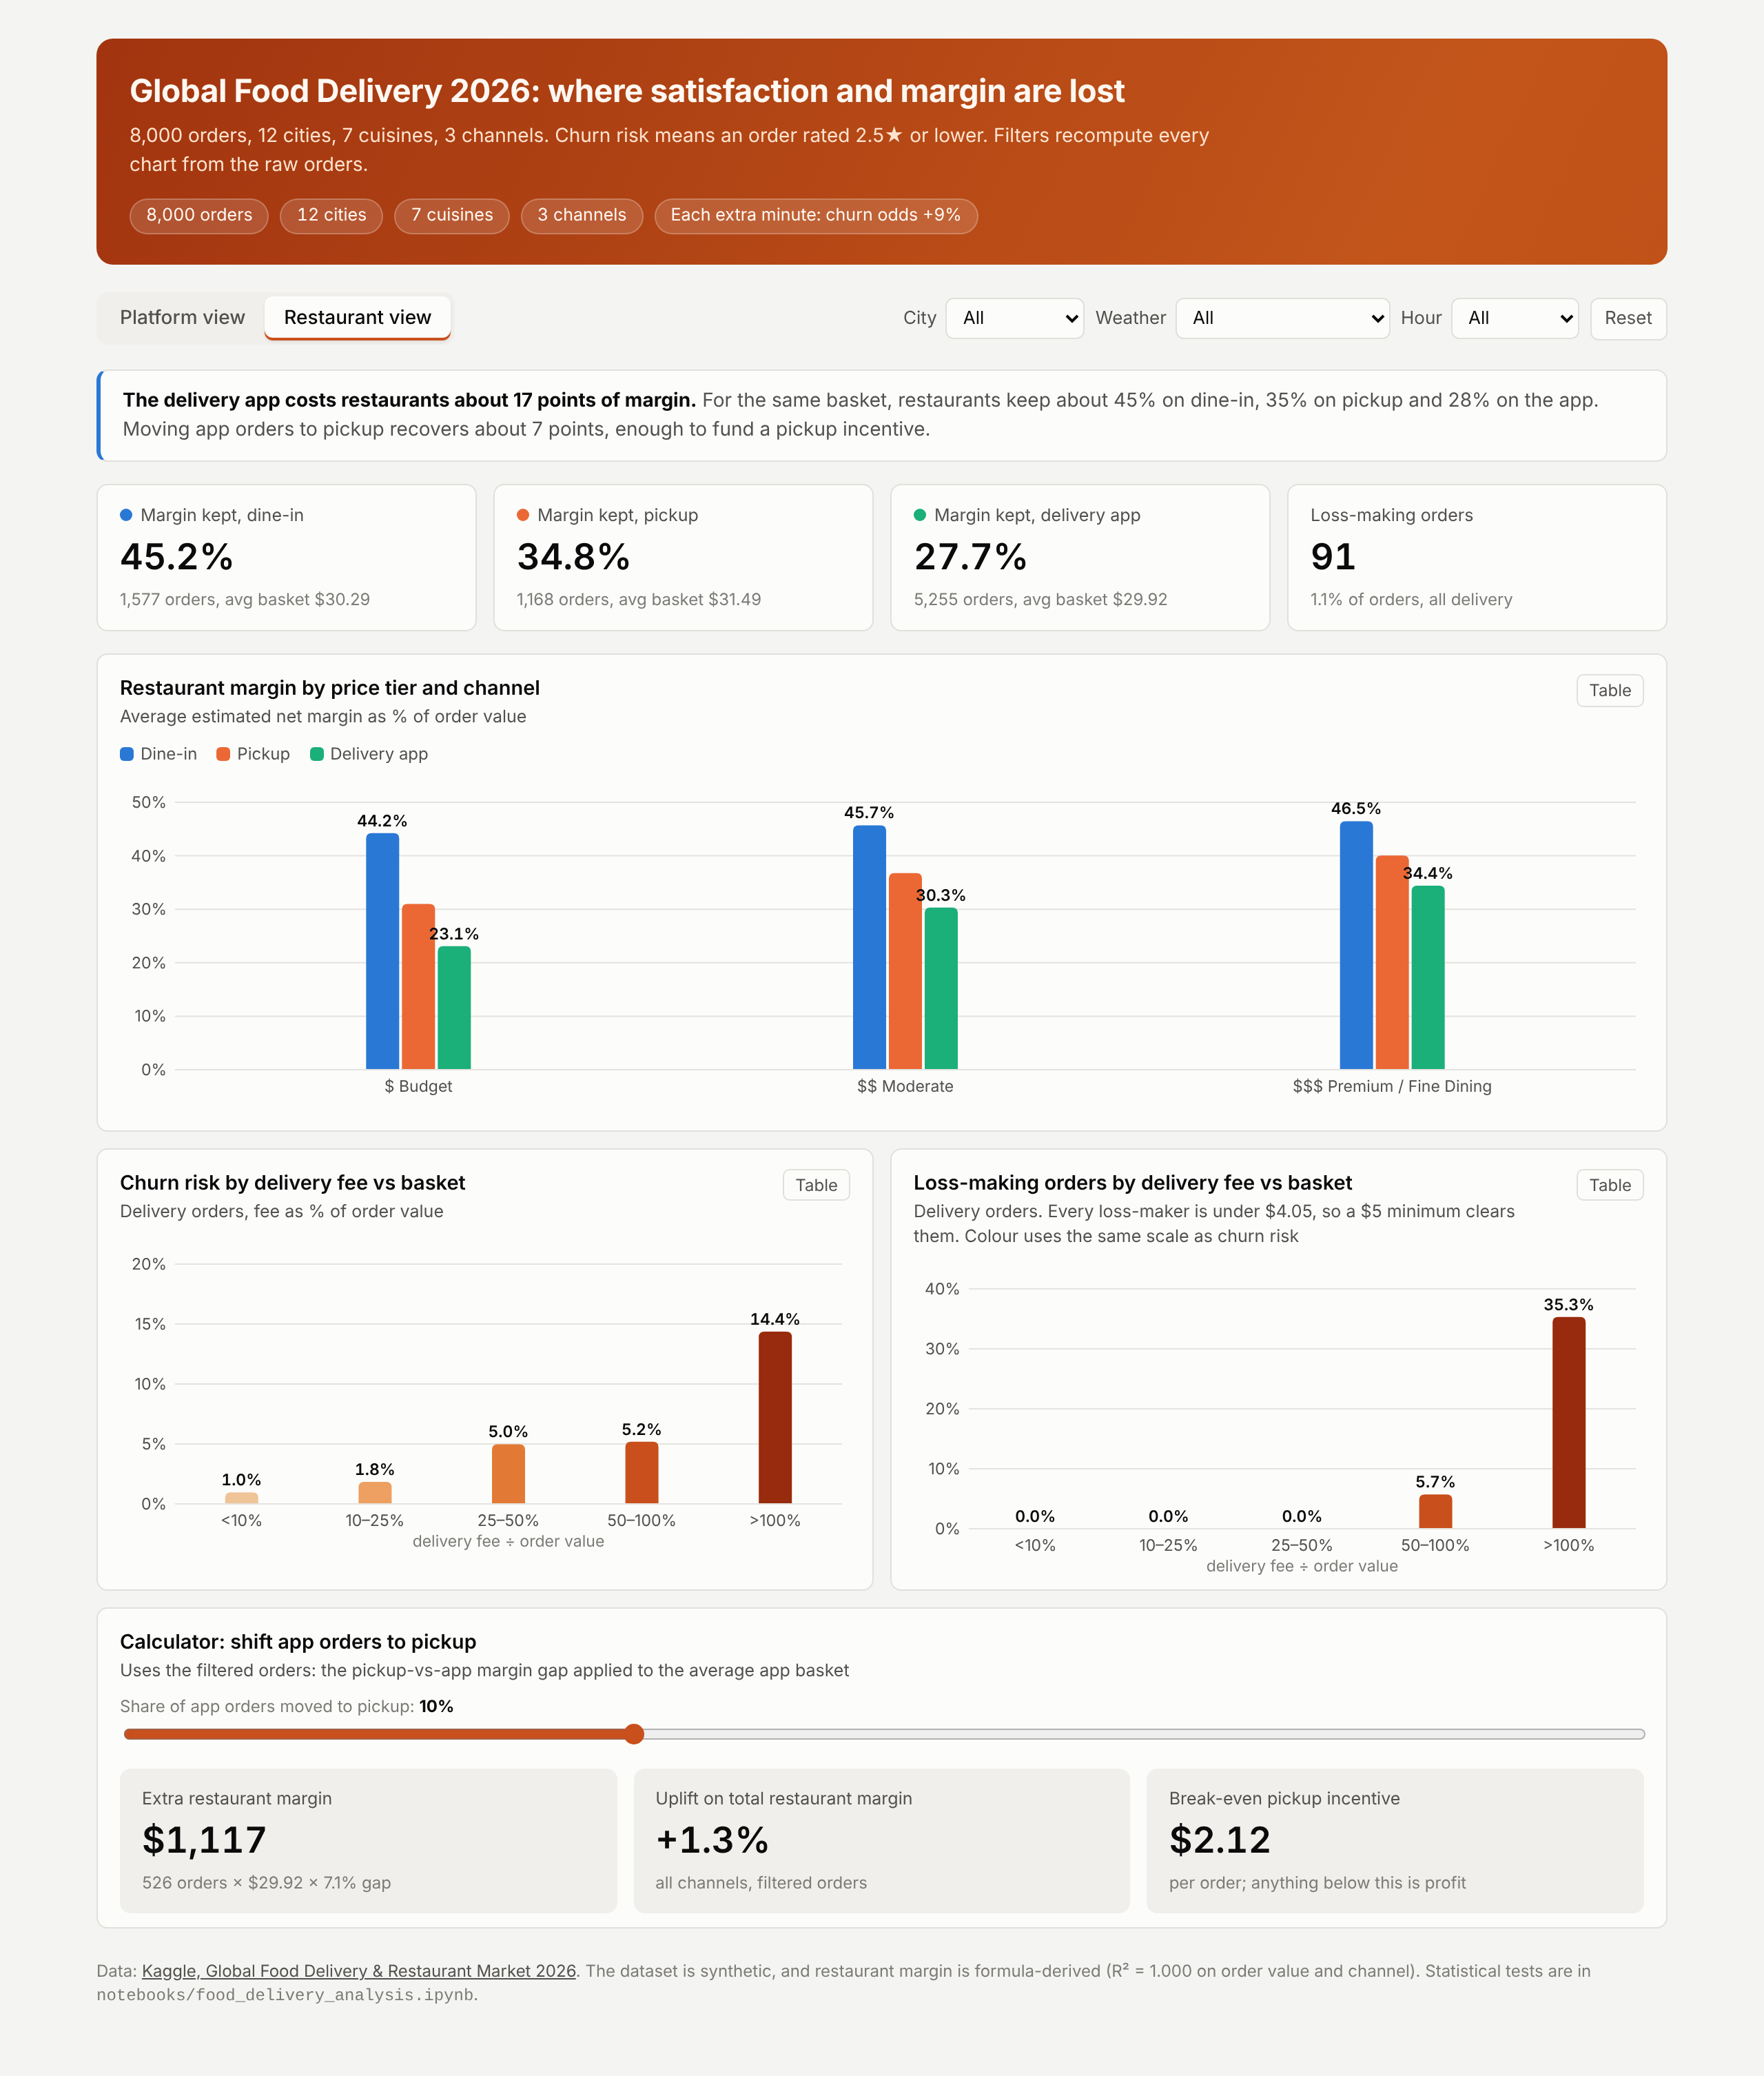 Global Food Delivery 2026: where satisfaction and margin are lost
8,000 orders, 12 cities, 7 cuisines, 3 channels. Churn risk means an order rated 2.5★ or lower. Filters recompute every
chart from the raw orders.
8,000 orders
12 cities
7 cuisines
3 channels
Each extra minute: churn odds +9%
Platform view
Restaurant view
City
All
Weather
All
Hour
All
Reset
The delivery app costs restaurants about 17 points of margin. For the same basket, restaurants keep about 45% on dine-in, 35% on pickup and 28% on the app.
Moving app orders to pickup recovers about 7 points, enough to fund a pickup incentive.
Margin kept, dine-in
45.2%
1,577 orders, avg basket $30.29
Margin kept, pickup
34.8%
1,168 orders, avg basket $31.49
Margin kept, delivery app
27.7%
5,255 orders, avg basket $29.92
Loss-making orders
91
1.1% of orders, all delivery
Restaurant margin by price tier and channel
Table
Average estimated net margin as % of order value
Dine-in
Pickup
Delivery app
50%
40%
30%
20%
10%
0%
44.2%
23.1%
45.7%
30.3%
46.5%
34.4%
$ Budget
$$ Moderate
$$$ Premium / Fine Dining
Churn risk by delivery fee vs basket
Table
Delivery orders, fee as % of order value
20%
15%
10%
5%
0%
1.0%
1.8%
5.0%
5.2%
14.4%
<10%
10–25%
25–50%
50–100%
>100%
delivery fee ÷ order value
Loss-making orders by delivery fee vs basket
Table
Delivery orders. Every loss-maker is under $4.05, so a $5 minimum clears
them. Colour uses the same scale as churn risk
40%
30%
20%
10%
0%
0.0%
0.0%
0.0%
5.7%
35.3%
<10%
10–25%
25–50%
50–100%
>100%
delivery fee ÷ order value
Calculator: shift app orders to pickup
Uses the filtered orders: the pickup-vs-app margin gap applied to the average app basket
Share of app orders moved to pickup: 10%
Extra restaurant margin
$1,117
526 orders × $29.92 × 7.1% gap
Uplift on total restaurant margin
+1.3%
all channels, filtered orders
Break-even pickup incentive
$2.12
per order; anything below this is profit
Data: Kaggle, Global Food Delivery & Restaurant Market 2026. The dataset is synthetic, and restaurant margin is formula-derived (R² = 1.000 on order value and channel). Statistical tests are in
notebooks/food_delivery_analysis.ipynb.